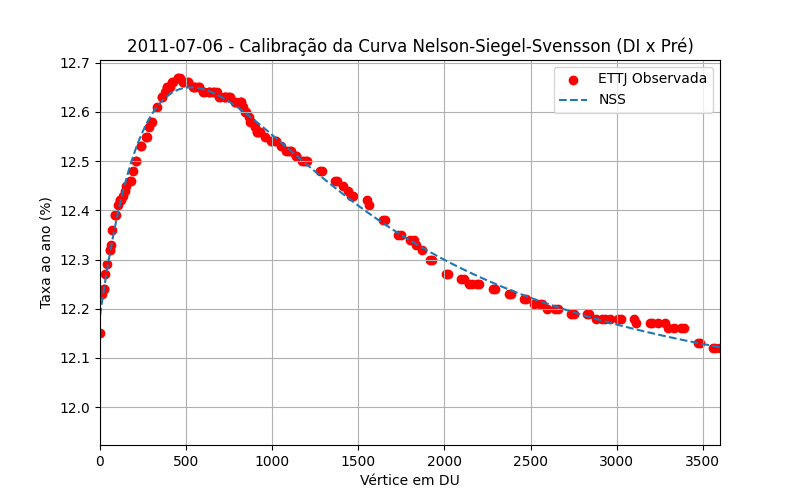 2011-07-06 - Calibração da Curva Nelson-Siegel-Svensson (DI x Pré)
ETTJ Observada
NSS
Taxa ao ano (%)
12.7
12.6
12.5
12.4
12.3
12.2
12.1
12.0
0 500 1000 1500 2000 2500 3000 3500
Vértice em DU